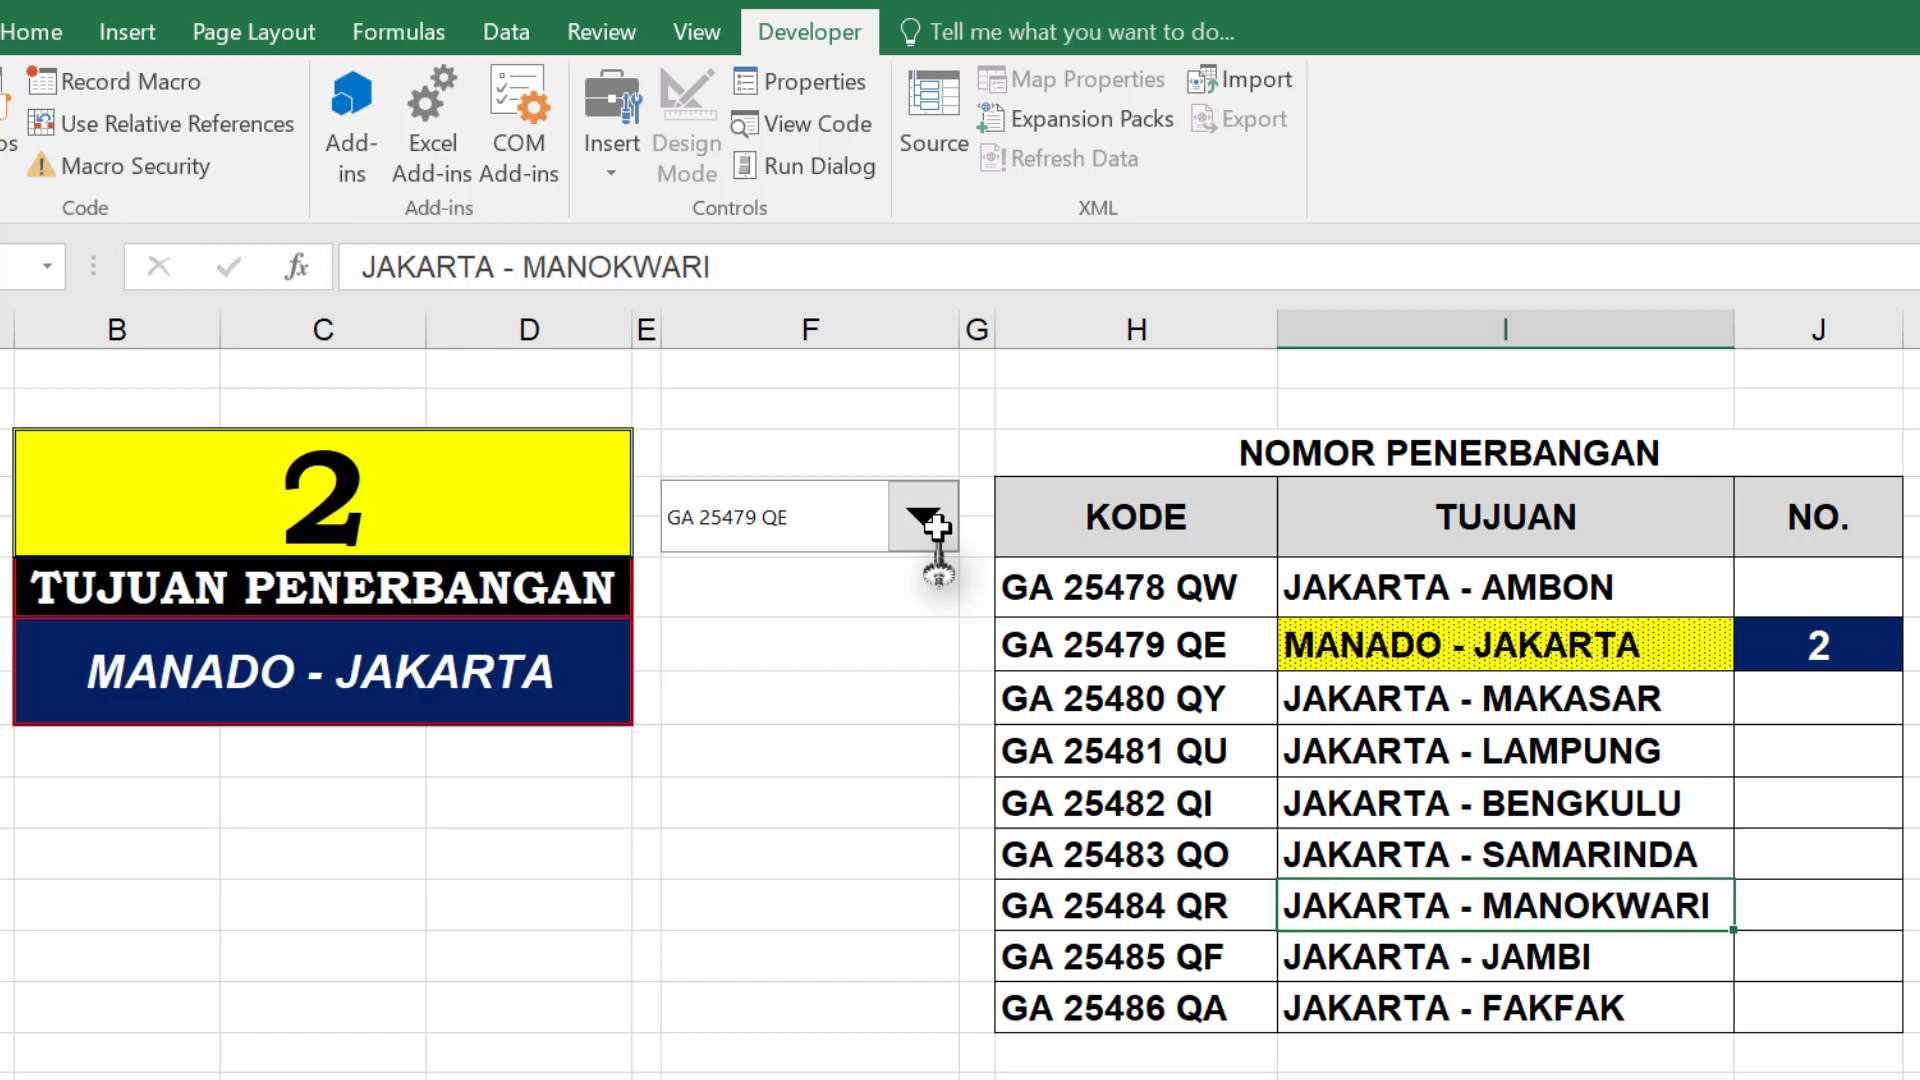 Home Insert Page Layout Formulas Data Review View Developer Tell me what you want to do...
Record Macro
Use Relative References
Macro Security
Code
Add-
ins
Excel
Add-ins
COM
Add-ins
Add-ins
Insert
Design
Mode
Properties
View Code
Run Dialog
Controls
Source
Map Properties
Expansion Packs
Refresh Data
Import
Export
XML
fx JAKARTA - MANOKWARI
B C D E F G H I J
2
TUJUAN PENERBANGAN
MANADO - JAKARTA
GA 25479 QE
NOMOR PENERBANGAN
KODE TUJUAN NO.
GA 25478 QW JAKARTA - AMBON
GA 25479 QE MANADO - JAKARTA 2
GA 25480 QY JAKARTA - MAKASAR
GA 25481 QU JAKARTA - LAMPUNG
GA 25482 QI JAKARTA - BENGKULU
GA 25483 QO JAKARTA - SAMARINDA
GA 25484 QR JAKARTA - MANOKWARI
GA 25485 QF JAKARTA - JAMBI
GA 25486 QA JAKARTA - FAKFAK